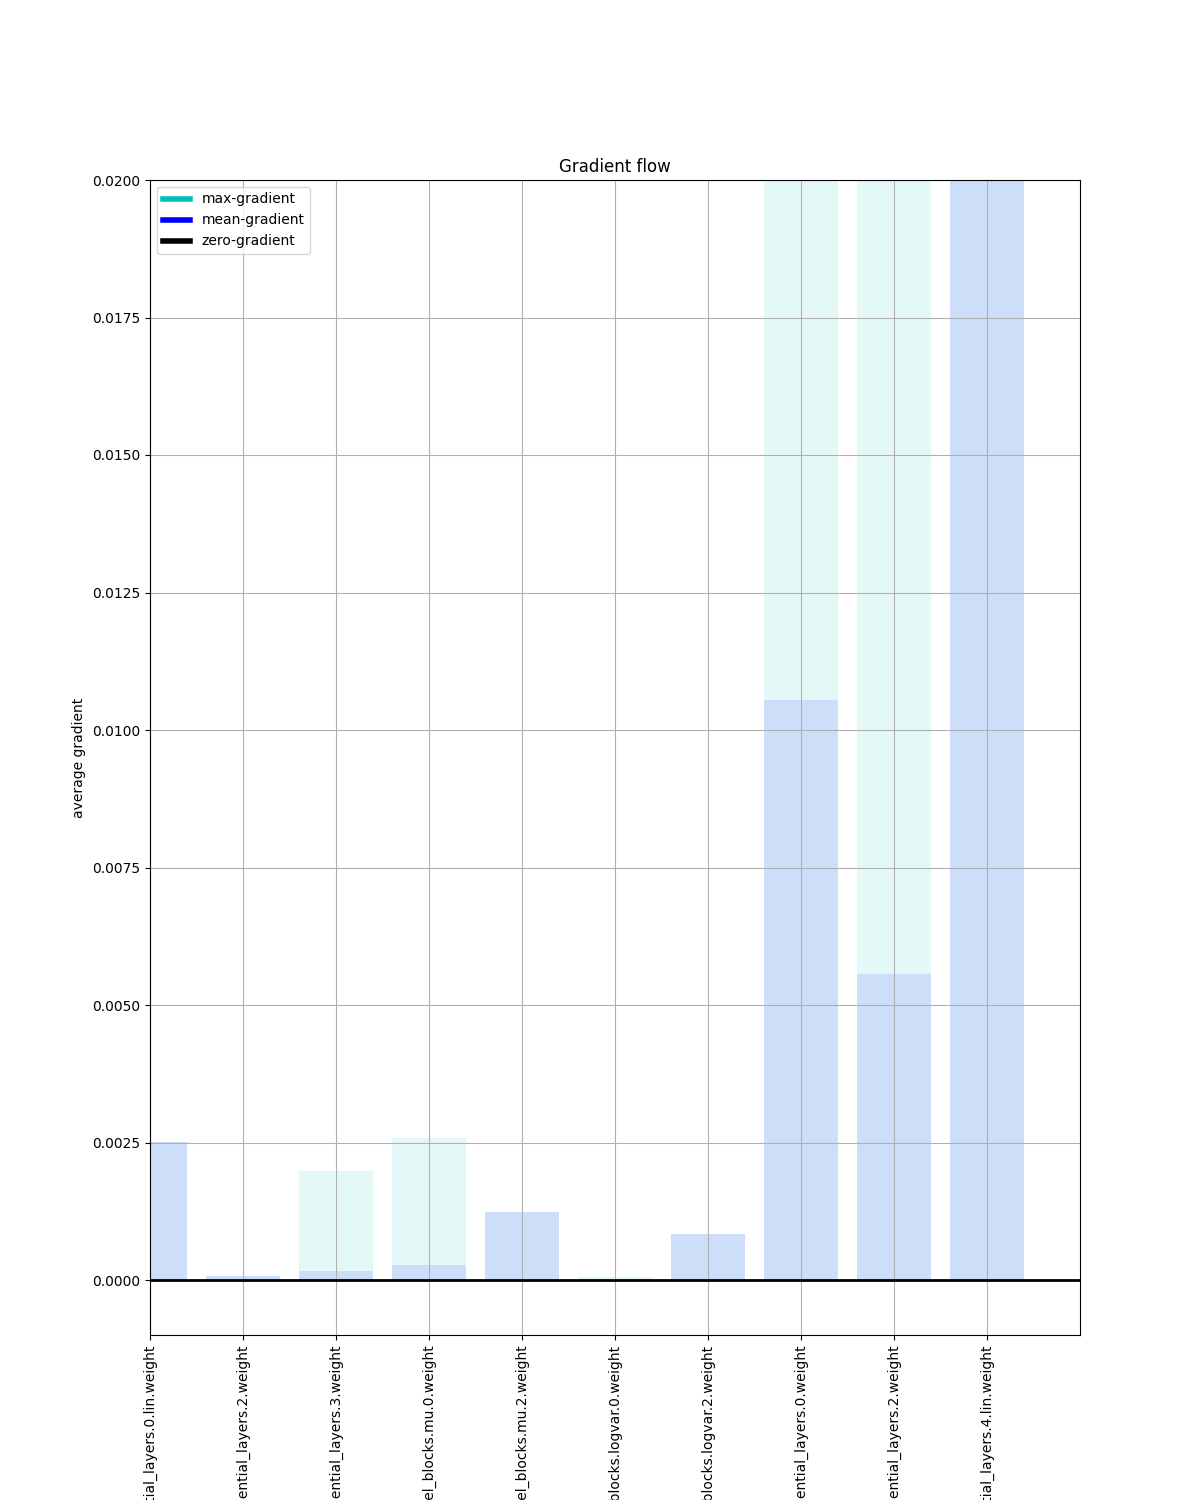 Gradient flow
max-gradient
mean-gradient
zero-gradient
0.0200
0.0175
0.0150
0.0125
0.0100
0.0075
0.0050
0.0025
0.0000
average gradient
tial_layers.0.lin.weight
ential_layers.2.weight
ential_layers.3.weight
el_blocks.mu.0.weight
el_blocks.mu.2.weight
blocks.logvar.0.weight
blocks.logvar.2.weight
ential_layers.0.weight
ential_layers.2.weight
tial_layers.4.lin.weight